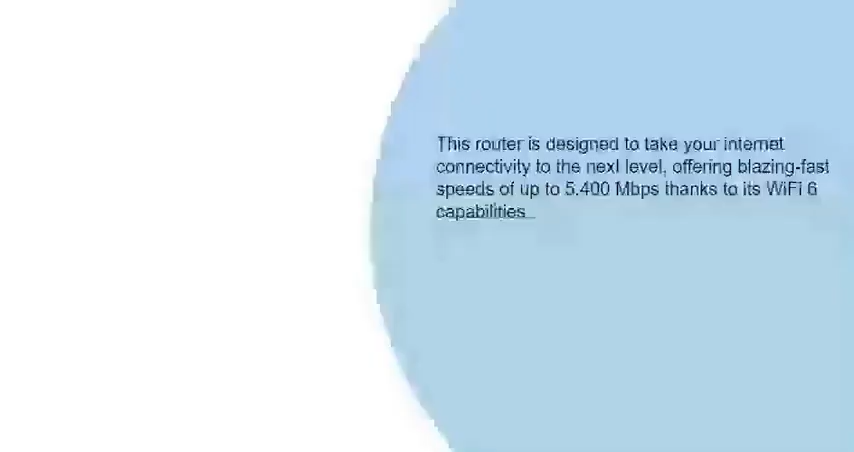 This router is designed to take your internet
connectivity to the next level, offering blazing-fast
speeds of up to 5,400 Mbps thanks to its WiFi 6
capabilities.